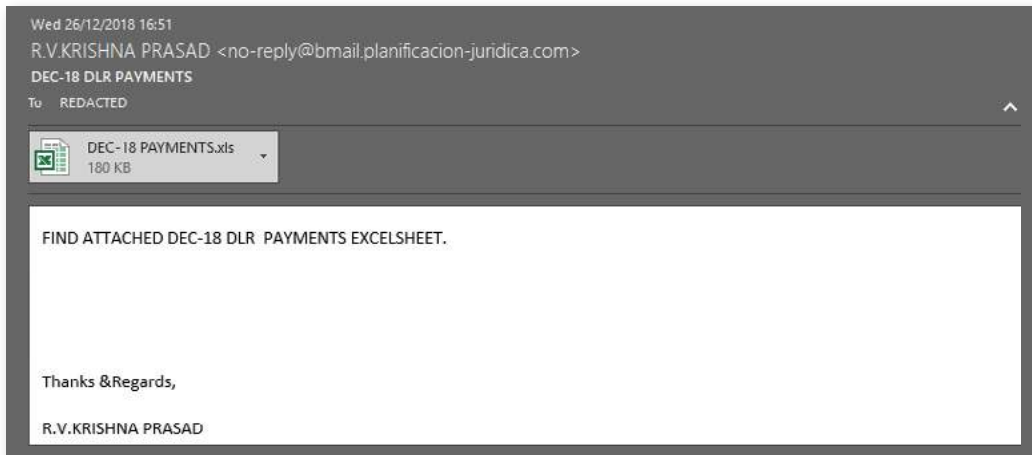 Wed 26/12/2018 16:51
R.V.KRISHNA PRASAD <no-reply@bmail.planificacion-juridica.com>
DEC-18 DLR PAYMENTS
To REDACTED
DEC-18 PAYMENTS.xls
180 KB
FIND ATTACHED DEC-18 DLR PAYMENTS EXCELSHEET.
Thanks &Regards,
R.V.KRISHNA PRASAD